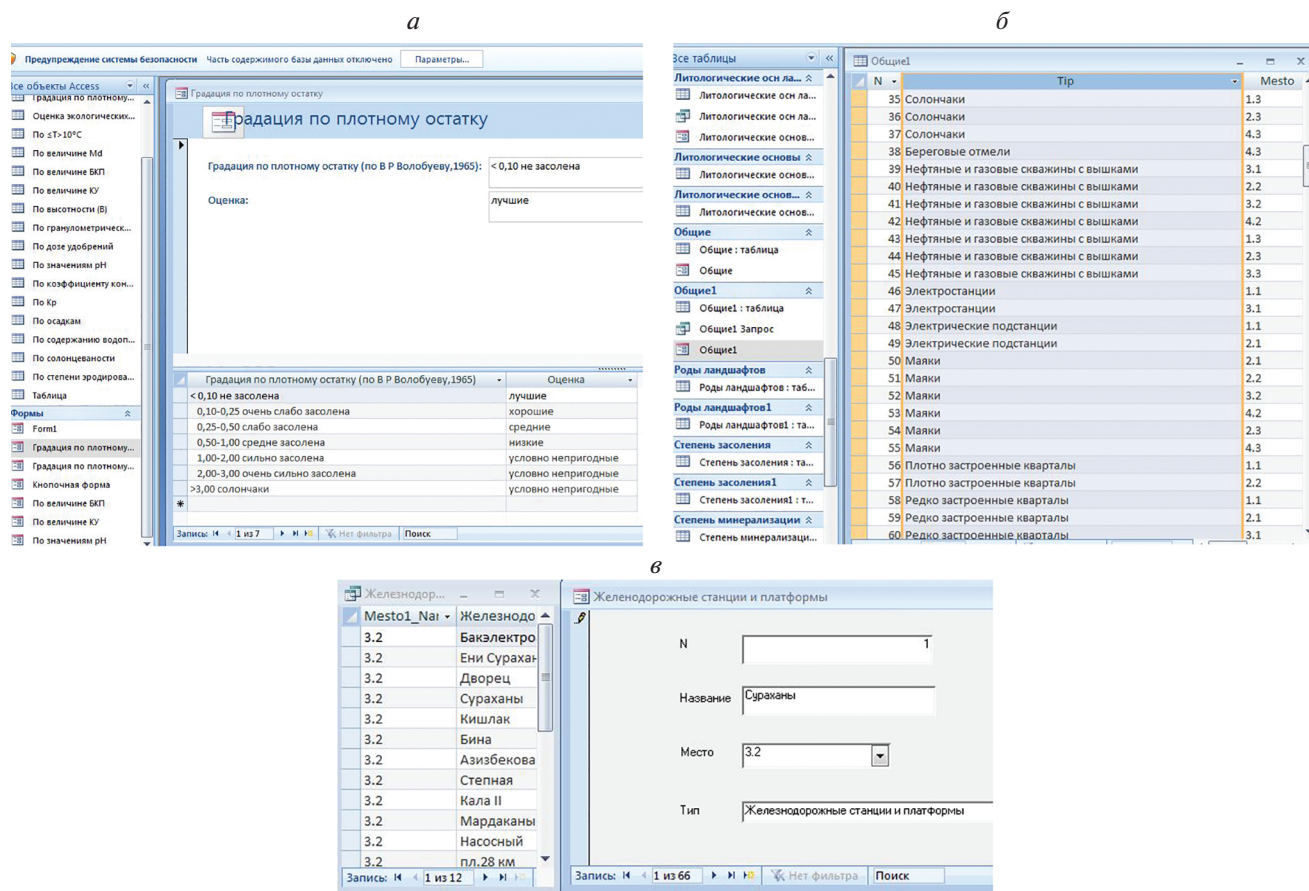 а
Предупреждение системы безопасности Часть содержимого базы данных отключено Параметры...
Все объекты Access
Градация по плотному...
Оценка экологических...
По ≤T>10°C
По величине Md
По величине БКП
По величине КУ
По высотности (В)
По гранулометрическ...
По дозе удобрений
По значениям pH
По коэффициенту кон...
По Кр
По осадкам
По содержанию водоп...
По солонцеваности
По степени эродирова...
Таблица
Формы
Form1
Градация по плотному...
Градация по плотному...
Кнопочная форма
По величине БКП
По величине КУ
По значениям pH
Градация по плотному остатку
Градация по плотному остатку
Градация по плотному остатку (по В Р Волобуеву,1965): < 0,10 не засолена
Оценка: лучшие
Градация по плотному остатку (по В Р Волобуеву,1965) Оценка
< 0,10 не засолена лучшие
0,10-0,25 очень слабо засолена хорошие
0,25-0,50 слабо засолена средние
0,50-1,00 средне засолена низкие
1,00-2,00 сильно засолена условно непригодные
2,00-3,00 очень сильно засолена условно непригодные
>3,00 солончаки условно непригодные
Запись: 1 из 7 Нет фильтра Поиск
б
Все таблицы
Литологические осн ла...
Литологические осн ла...
Литологические осн ла...
Литологические основ...
Литологические основы
Литологические основ...
Литологические основ...
Литологические основ...
Общие
Общие : таблица
Общие
Общие1
Общие1 : таблица
Общие1 Запрос
Общие1
Роды ландшафтов
Роды ландшафтов : таб...
Роды ландшафтов1
Роды ландшафтов1 : та...
Степень засоления
Степень засоления : та...
Степень засоления1
Степень засоления1 : т...
Степень минерализации
Степень минерализаци...
Общие1
N Tip Mesto
35 Солончаки 1.3
36 Солончаки 2.3
37 Солончаки 4.3
38 Береговые отмели 4.3
39 Нефтяные и газовые скважины с вышками 3.1
40 Нефтяные и газовые скважины с вышками 2.2
41 Нефтяные и газовые скважины с вышками 3.2
42 Нефтяные и газовые скважины с вышками 4.2
43 Нефтяные и газовые скважины с вышками 1.3
44 Нефтяные и газовые скважины с вышками 2.3
45 Нефтяные и газовые скважины с вышками 3.3
46 Электростанции 1.1
47 Электростанции 3.1
48 Электрические подстанции 1.1
49 Электрические подстанции 2.1
50 Маяки 2.1
51 Маяки 2.2
52 Маяки 3.2
53 Маяки 4.2
54 Маяки 2.3
55 Маяки 4.3
56 Плотно застроенные кварталы 1.1
57 Плотно застроенные кварталы 2.2
58 Редко застроенные кварталы 1.1
59 Редко застроенные кварталы 2.1
60 Редко застроенные кварталы 3.1
в
Железнодор...
Mesto1_Nar Железнодо
3.2 Бакэлектро
3.2 Ени Сурахан
3.2 Дворец
3.2 Сураханы
3.2 Кишлак
3.2 Бина
3.2 Азизбекова
3.2 Степная
3.2 Кала II
3.2 Мардаканы
3.2 Насосный
3.2 пл.28 км
Запись: 1 из 12
Желенодорожные станции и платформы
N 1
Название Сураханы
Место 3.2
Тип Железнодорожные станции и платформы
Запись: 1 из 66 Нет фильтра Поиск